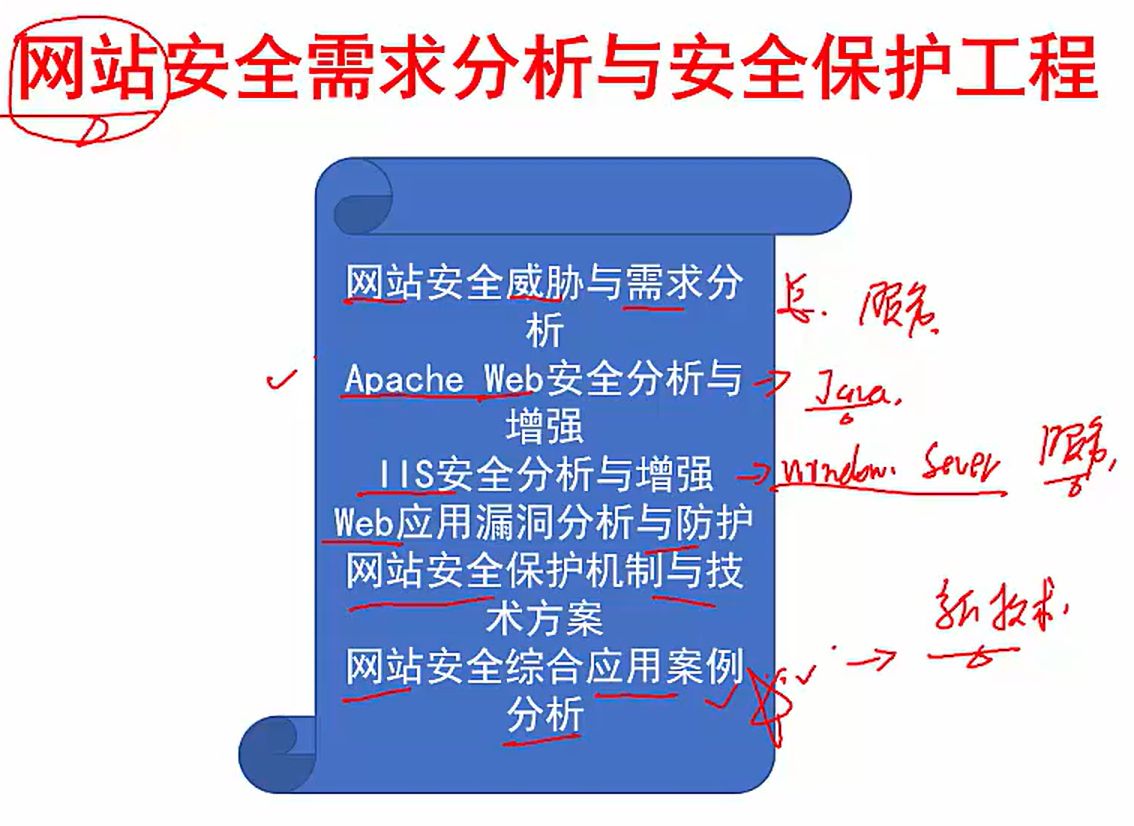 网站安全需求分析与安全保护工程
网站安全威胁与需求分
析
服务
Apache Web安全分析与
增强
Java.
IIS安全分析与增强
window. Sever 服务,
Web应用漏洞分析与防护
网站安全保护机制与技
术方案
网站安全综合应用案例
分析
新技术,